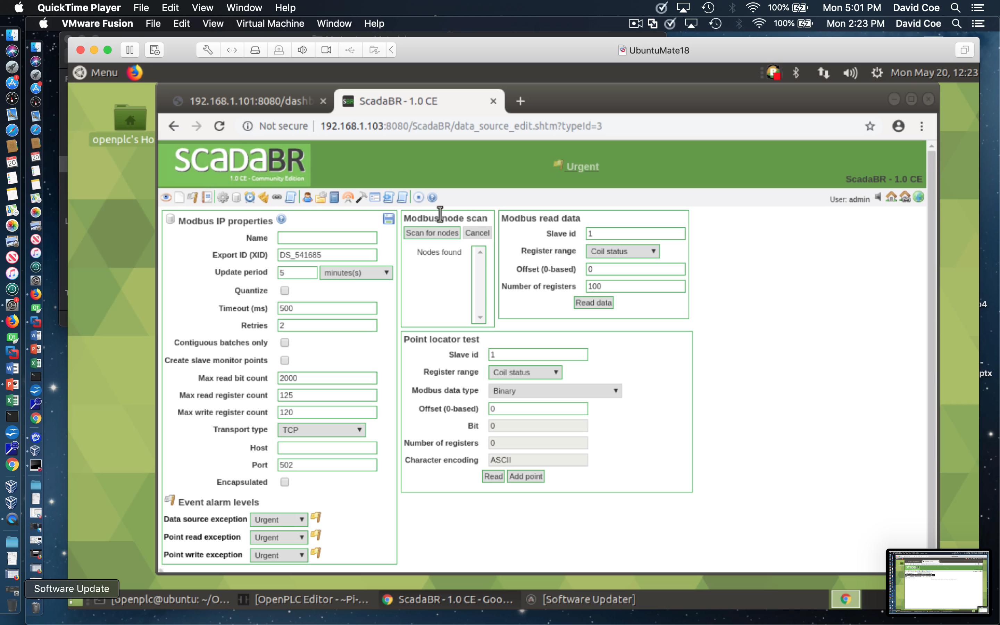 QuickTime Player File Edit View Window Help 100% Mon 5:01 PM David Coe
VMware Fusion File Edit View Virtual Machine Window Help 100% Mon 2:23 PM David Coe
UbuntuMate18
Menu Mon May 20, 12:23
192.168.1.101:8080/dashb ScadaBR - 1.0 CE
openplc's Ho
Not secure 192.168.1.103:8080/ScadaBR/data_source_edit.shtm?typeId=3
SCADABR
1.0 CE - Community Edition
Urgent
ScadaBR - 1.0 CE
User: admin
Modbus IP properties
Name
Export ID (XID) DS_541685
Update period 5 minutes(s)
Quantize
Timeout (ms) 500
Retries 2
Contiguous batches only
Create slave monitor points
Max read bit count 2000
Max read register count 125
Max write register count 120
Transport type TCP
Host
Port 502
Encapsulated
Event alarm levels
Data source exception Urgent
Point read exception Urgent
Point write exception Urgent
Modbus node scan
Scan for nodes Cancel
Nodes found
Modbus read data
Slave id 1
Register range Coil status
Offset (0-based) 0
Number of registers 100
Read data
Point locator test
Slave id 1
Register range Coil status
Modbus data type Binary
Offset (0-based) 0
Bit 0
Number of registers 0
Character encoding ASCII
Read Add point
ptx
Software Update
[openplc@ubuntu: ~/O... [OpenPLC Editor - ~Pi-... ScadaBR - 1.0 CE - Goo... [Software Updater]